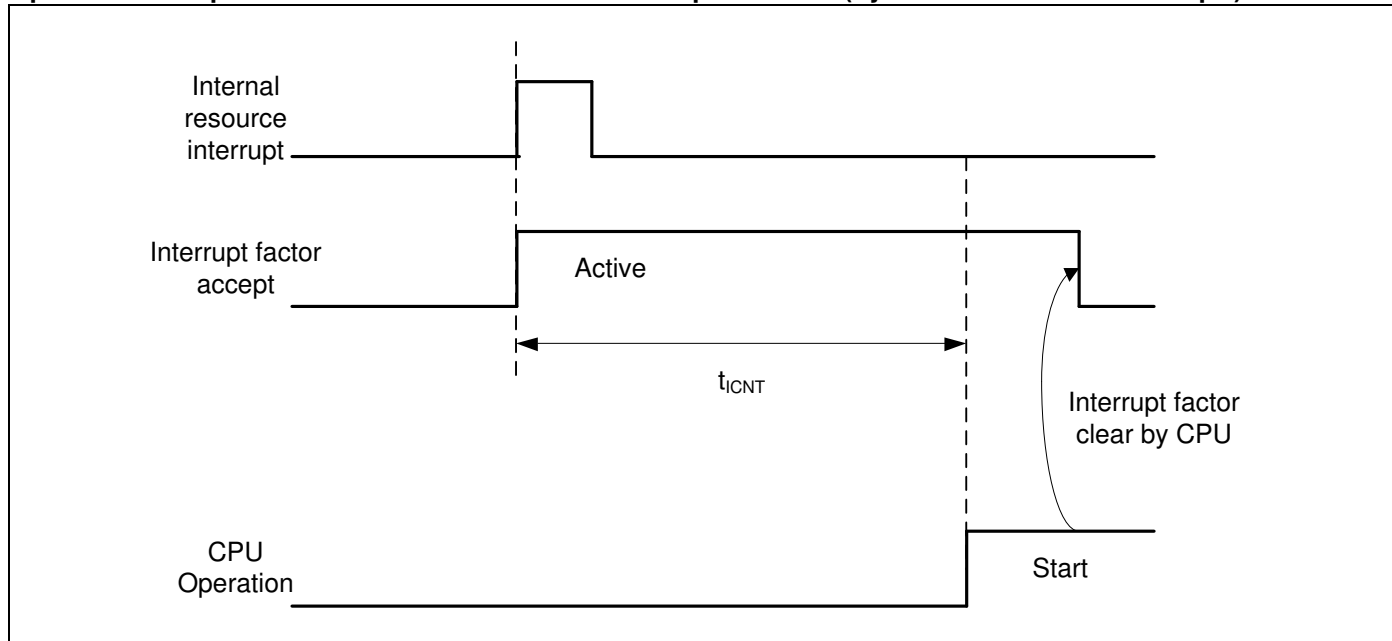 Internal
resource
interrupt
Interrupt factor
accept
Active
tICNT
Interrupt factor
clear by CPU
CPU
Operation
Start